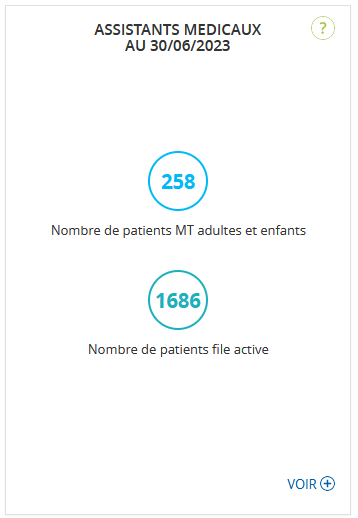 ASSISTANTS MEDICAUX
AU 30/06/2023
?
258
Nombre de patients MT adultes et enfants
1686
Nombre de patients file active
VOIR